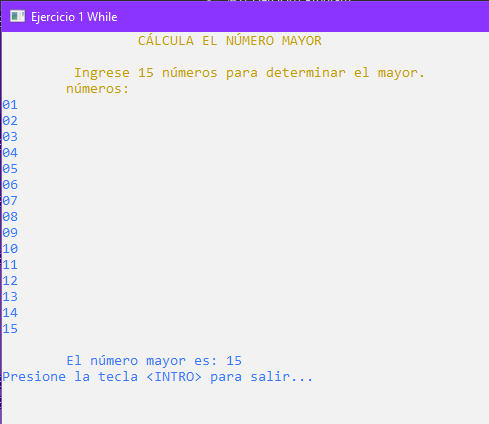 Ejercicio 1 While
CÁLCULA EL NÚMERO MAYOR
Ingrese 15 números para determinar el mayor.
números:
01
02
03
04
05
06
07
08
09
10
11
12
13
14
15
El número mayor es: 15
Presione la tecla <INTRO> para salir...